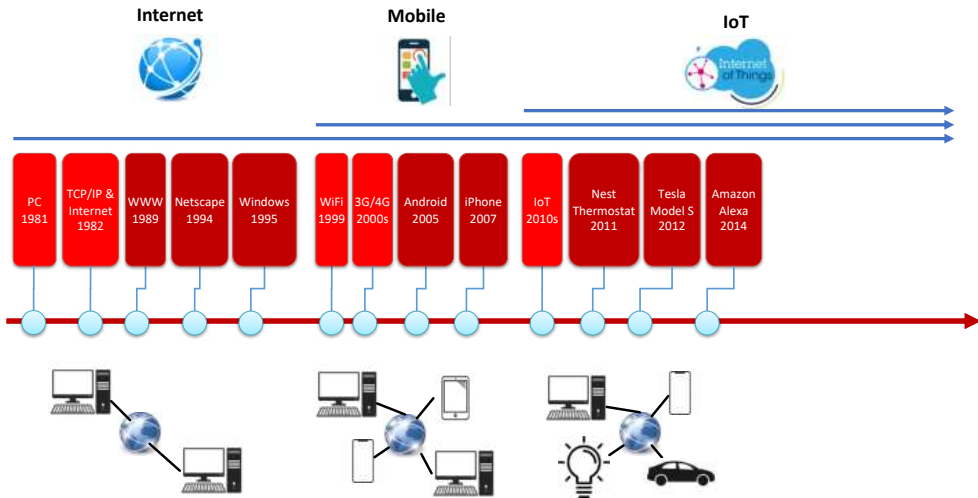 Internet
Mobile
IoT
Internet
of Things
PC
1981
TCP/IP &
Internet
1982
WWW
1989
Netscape
1994
Windows
1995
WiFi
1999
3G/4G
2000s
Android
2005
iPhone
2007
IoT
2010s
Nest
Thermostat
2011
Tesla
Model S
2012
Amazon
Alexa
2014